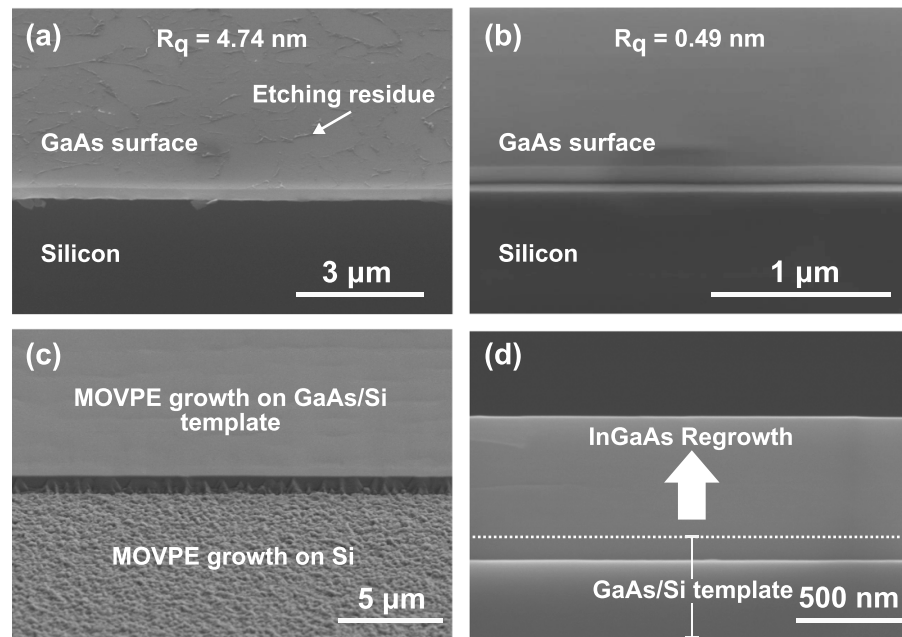 (a)
Rq = 4.74 nm
Etching residue
GaAs surface
Silicon
3 µm
(b)
Rq = 0.49 nm
GaAs surface
Silicon
1 µm
(c)
MOVPE growth on GaAs/Si
template
MOVPE growth on Si
5 µm
(d)
InGaAs Regrowth
GaAs/Si template
500 nm